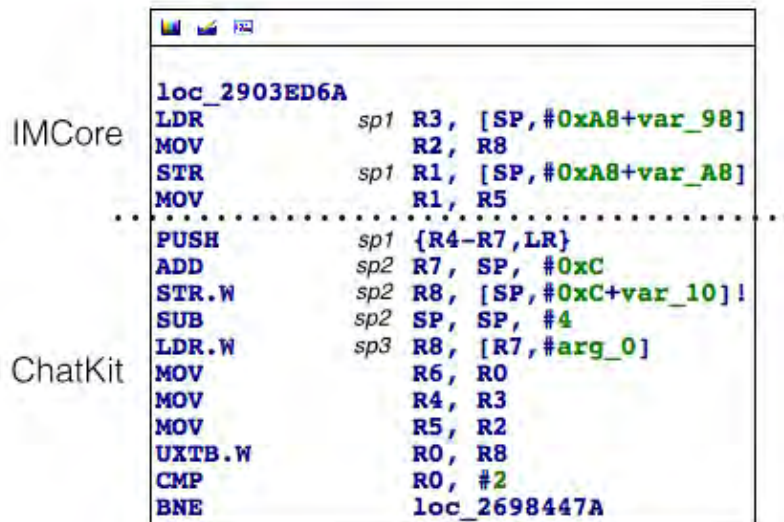 loc_2903ED6A
IMCore
LDR sp1 R3, [SP,#0xA8+var_98]
MOV R2, R8
STR sp1 R1, [SP,#0xA8+var_A8]
MOV R1, R5
PUSH sp1 {R4-R7,LR}
ADD sp2 R7, SP, #0xC
STR.W sp2 R8, [SP,#0xC+var_10]!
SUB sp2 SP, SP, #4
LDR.W sp3 R8, [R7,#arg_0]
ChatKit
MOV R6, R0
MOV R4, R3
MOV R5, R2
UXTB.W R0, R8
CMP R0, #2
BNE loc_2698447A